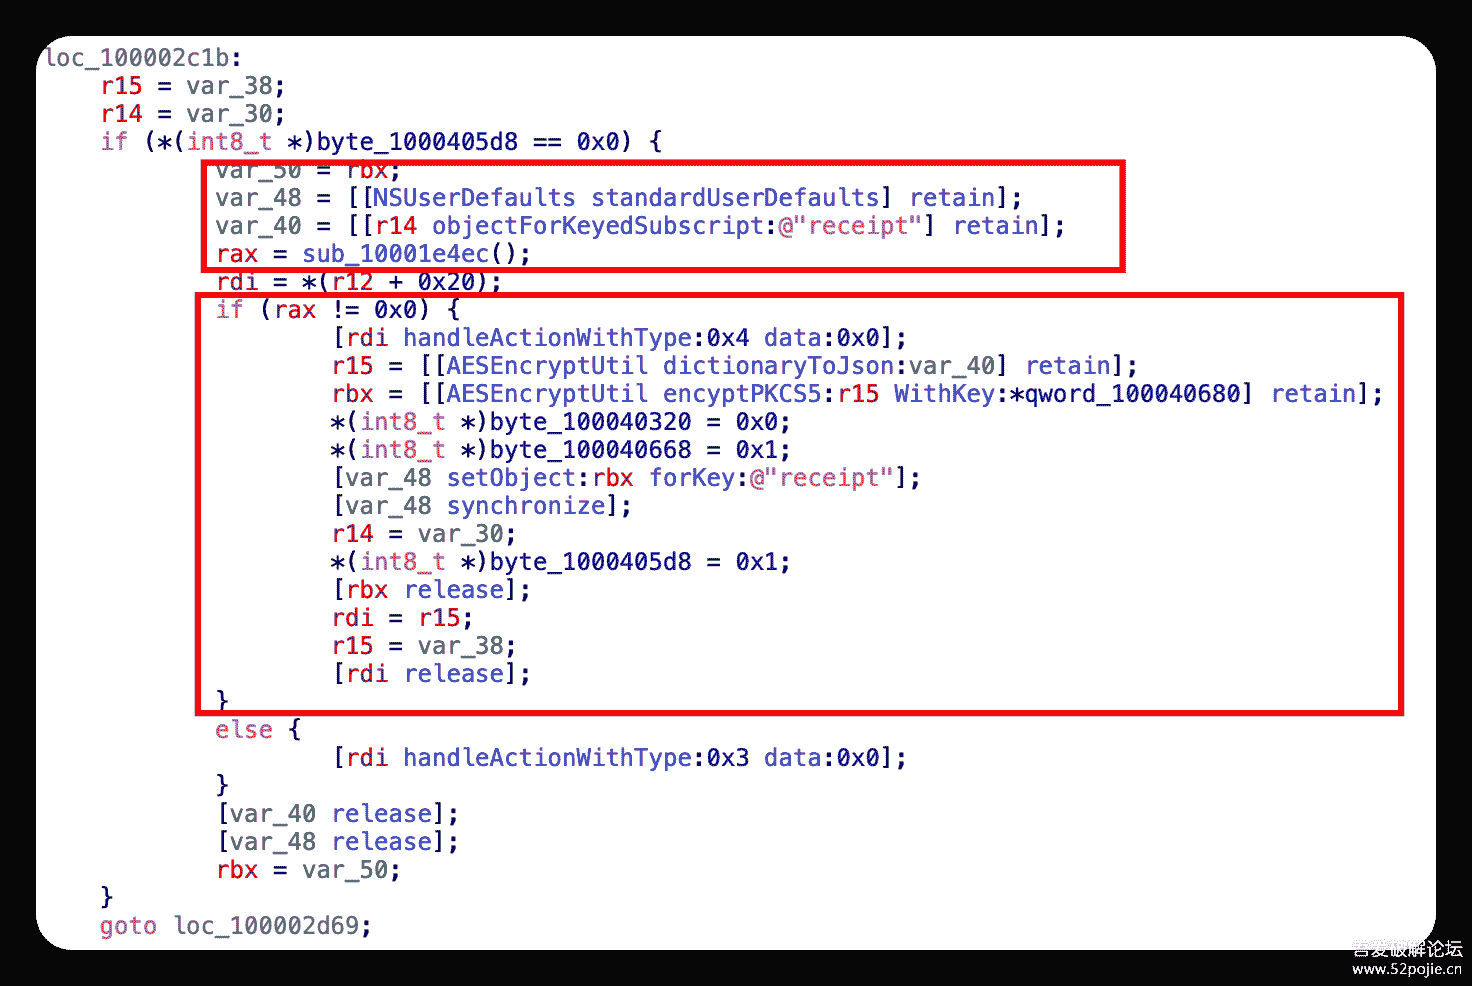 loc_100002c1b:
r15 = var_38;
r14 = var_30;
if (*(int8_t *)byte_1000405d8 == 0x0) {
var_50 = rbx;
var_48 = [[NSUserDefaults standardUserDefaults] retain];
var_40 = [[r14 objectForKeyedSubscript:@"receipt"] retain];
rax = sub_10001e4ec();
rdi = *(r12 + 0x20);
if (rax != 0x0) {
[rdi handleActionWithType:0x4 data:0x0];
r15 = [[AESEncryptUtil dictionaryToJson:var_40] retain];
rbx = [[AESEncryptUtil encyptPKCS5:r15 WithKey:*qword_100040680] retain];
*(int8_t *)byte_100040320 = 0x0;
*(int8_t *)byte_100040668 = 0x1;
[var_48 setObject:rbx forKey:@"receipt"];
[var_48 synchronize];
r14 = var_30;
*(int8_t *)byte_1000405d8 = 0x1;
[rbx release];
rdi = r15;
r15 = var_38;
[rdi release];
}
else {
[rdi handleActionWithType:0x3 data:0x0];
}
[var_40 release];
[var_48 release];
rbx = var_50;
}
goto loc_100002d69;
吾爱破解论坛
www.52pojie.cn